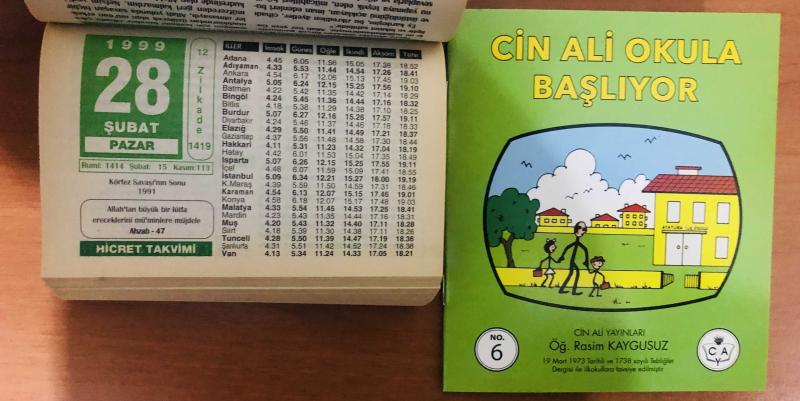 1999
28
ŞUBAT
PAZAR
12 Zilkade 1419
Rumi: 1414 Şubat: 15 Kasım: 113
Körfez Savaşı'nın Sonu
1991
Allah'tan büyük bir lütfa
ereceklerini mü'minlere müjdele
Ahzab - 47
HİCRET TAKVİMİ
İLLER İmsak Güneş Öğle İkindi Akşam Yatsı
Adana 4.45 6.05 11.56 15.05 17.38 18.52
Adıyaman 4.33 5.53 11.44 14.54 17.26 18.41
Ankara 4.54 6.17 12.06 15.13 17.45 19.03
Antalya 5.05 6.24 12.15 15.25 17.56 19.10
Batman 4.22 5.42 11.35 14.42 17.14 18.29
Bingöl 4.24 5.45 11.36 14.44 17.16 18.32
Bitlis 4.18 5.38 11.29 14.38 17.10 18.25
Burdur 5.07 6.27 12.16 15.26 17.57 19.11
Diyarbakır 4.24 5.46 11.37 14.46 17.18 18.33
Elazığ 4.29 5.50 11.41 14.49 17.21 18.37
Gaziantep 4.37 5.56 11.48 14.58 17.30 18.44
Hakkari 4.11 5.31 11.23 14.32 17.04 18.19
Hatay 4.42 6.01 11.53 15.04 17.35 18.49
Isparta 5.07 6.26 12.15 15.25 17.55 19.11
İçel 4.48 6.07 11.59 15.09 17.41 18.55
İstanbul 5.09 6.34 12.21 15.27 18.00 19.19
K.Maraş 4.39 5.59 11.50 14.59 17.31 18.46
Karaman 4.54 6.13 12.07 15.15 17.46 19.01
Konya 4.58 6.18 12.07 15.17 17.48 19.03
Malatya 4.33 5.54 11.45 14.53 17.25 18.41
Mardin 4.23 5.43 11.35 14.44 17.16 18.31
Muş 4.20 5.43 11.32 14.40 17.11 18.28
Siirt 4.18 5.39 11.30 14.38 17.11 18.26
Tunceli 4.28 5.50 11.39 14.47 17.19 18.36
Şanlıurfa 4.31 5.51 11.42 14.52 17.24 18.38
Van 4.13 5.34 11.24 14.33 17.05 18.21
CİN ALİ OKULA
BAŞLIYOR
NO.
6
CİN ALİ YAYINLARI
Öğ. Rasim KAYGUSUZ
19 Mart 1973 Tarihli ve 1738 sayılı Tebliğler
Dergisi ile ilkokullara tavsiye edilmiştir
C A
Y